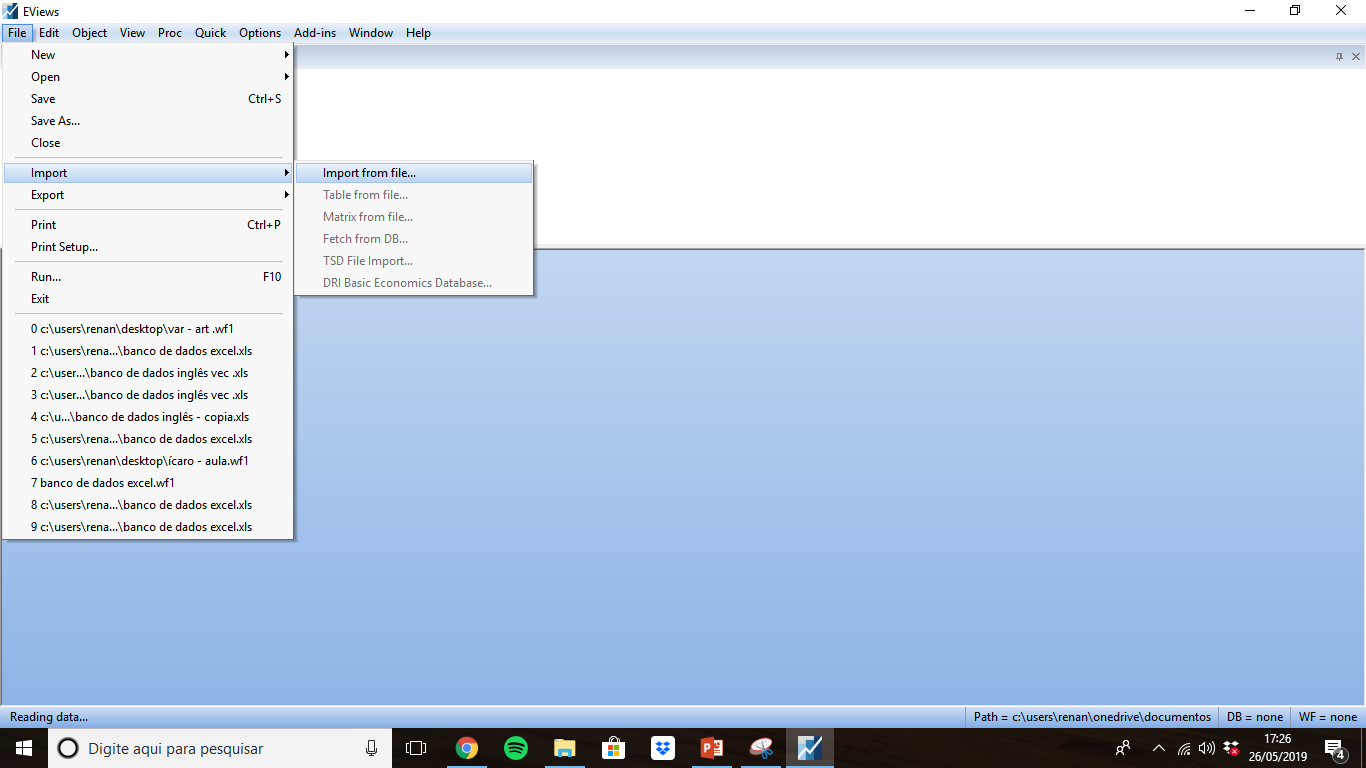 EViews
File Edit Object View Proc Quick Options Add-ins Window Help
New
Open
Save Ctrl+S
Save As...
Close
Import
Export
Print Ctrl+P
Print Setup...
Run... F10
Exit
0 c:\users\renan\desktop\var - art .wf1
1 c:\users\rena...\banco de dados excel.xls
2 c:\user...\banco de dados inglês vec .xls
3 c:\user...\banco de dados inglês vec .xls
4 c:\u...\banco de dados inglês - copia.xls
5 c:\users\rena...\banco de dados excel.xls
6 c:\users\renan\desktop\ícaro - aula.wf1
7 banco de dados excel.wf1
8 c:\users\rena...\banco de dados excel.xls
9 c:\users\rena...\banco de dados excel.xls
Import from file...
Table from file...
Matrix from file...
Fetch from DB...
TSD File Import...
DRI Basic Economics Database...
Reading data... Path = c:\users\renan\onedrive\documentos DB = none WF = none
Digite aqui para pesquisar
17:26
26/05/2019
4